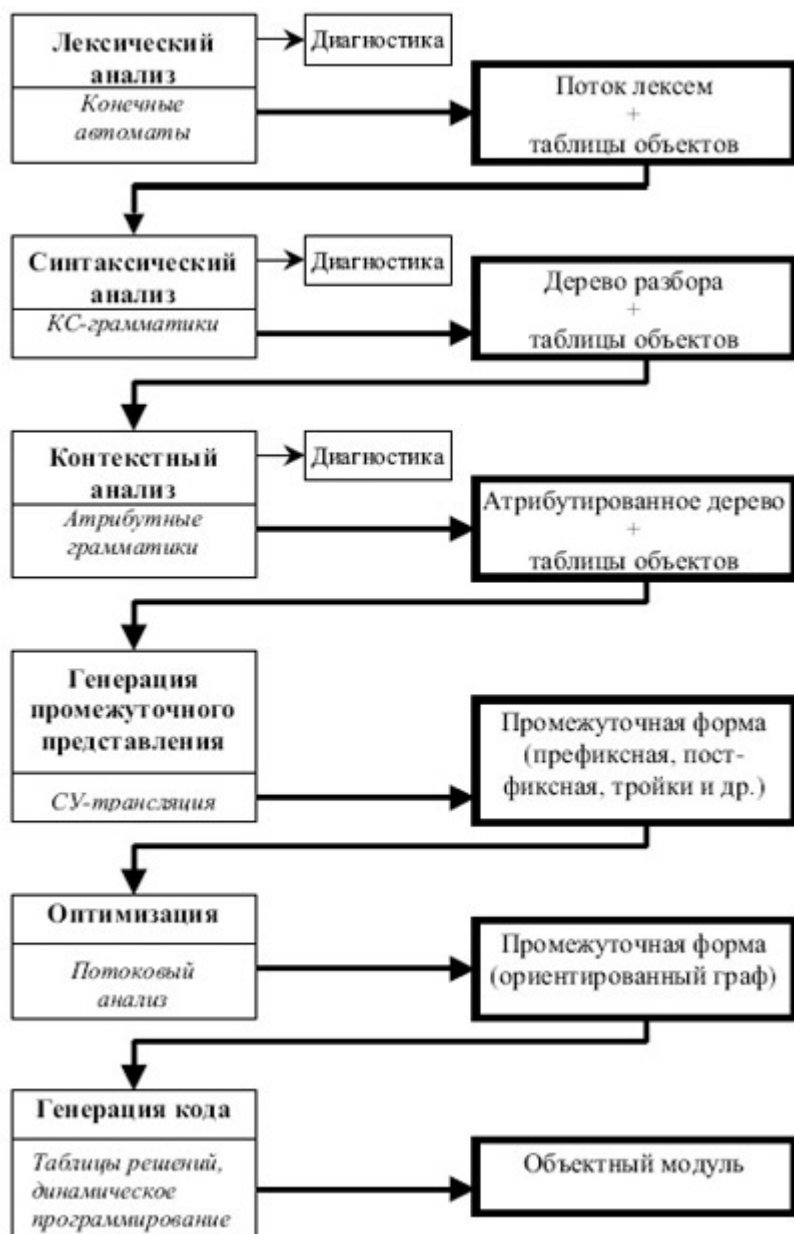 Лексический
анализ
Конечные
автоматы
Диагностика
Поток лексем
+
таблицы объектов
Синтаксический
анализ
КС-грамматики
Диагностика
Дерево разбора
+
таблицы объектов
Контекстный
анализ
Атрибутные
грамматики
Диагностика
Атрибутированное дерево
+
таблицы объектов
Генерация
промежуточного
представления
СУ-трансляция
Промежуточная форма
(префиксная, пост-
фиксная, тройки и др.)
Оптимизация
Потоковый
анализ
Промежуточная форма
(ориентированный граф)
Генерация кода
Таблицы решений,
динамическое
программирование
Объектный модуль